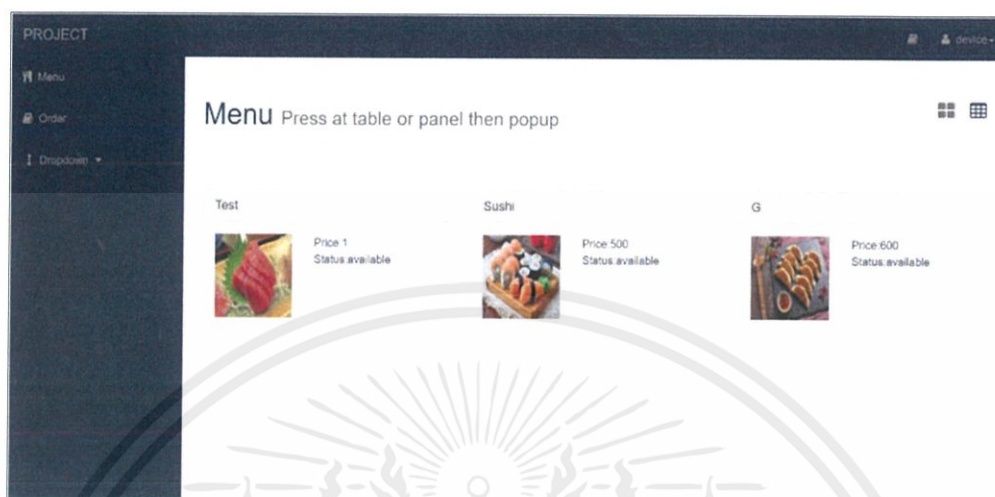 PROJECT
device
Menu
Order
Dropdown
Menu Press at table or panel then popup
Test
Sushi
G
Price:1
Status:available
Price:500
Status:available
Price:600
Status:available